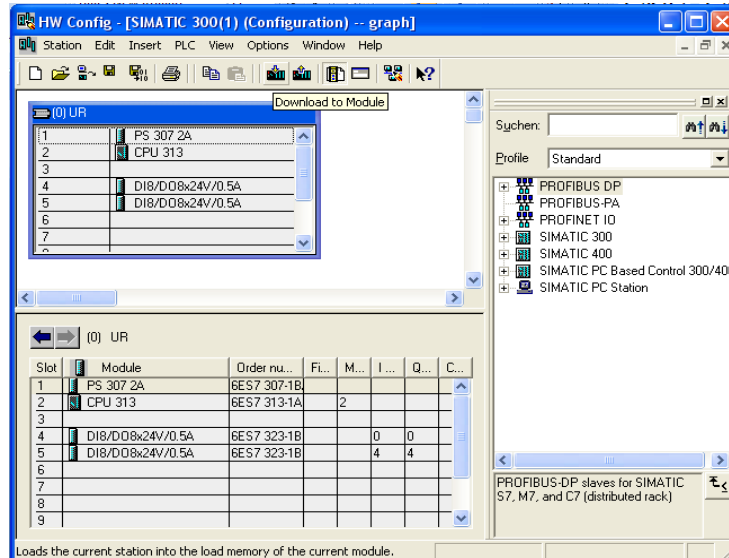 HW Config - [SIMATIC 300(1) (Configuration) -- graph]
Station Edit Insert PLC View Options Window Help
Download to Module
(0) UR
1 PS 307 2A
2 CPU 313
3
4 DI8/DO8x24V/0.5A
5 DI8/DO8x24V/0.5A
6
7
Suchen:
Profile Standard
PROFIBUS DP
PROFIBUS-PA
PROFINET IO
SIMATIC 300
SIMATIC 400
SIMATIC PC Based Control 300/40
SIMATIC PC Station
(0) UR
Slot Module Order nu... Fi... M... I ... Q... C...
1 PS 307 2A 6ES7 307-1B
2 CPU 313 6ES7 313-1A 2
3
4 DI8/DO8x24V/0.5A 6ES7 323-1B 0 0
5 DI8/DO8x24V/0.5A 6ES7 323-1B 4 4
6
7
8
9
PROFIBUS-DP slaves for SIMATIC
S7, M7, and C7 (distributed rack)
Loads the current station into the load memory of the current module.